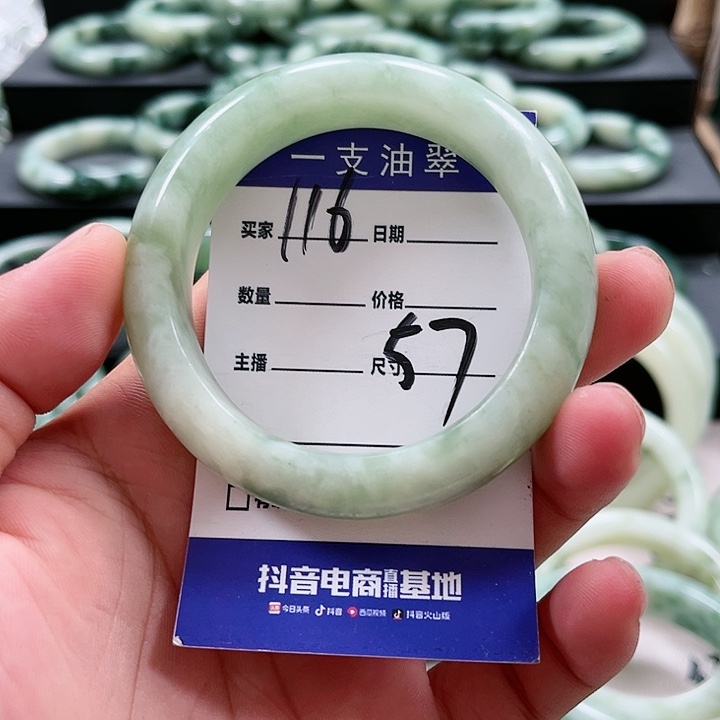 一支油翠
买家 116 日期
数量 价格
主播 尺寸 57
抖音电商直播基地
今日头条 抖音 西瓜视频 抖音火山版